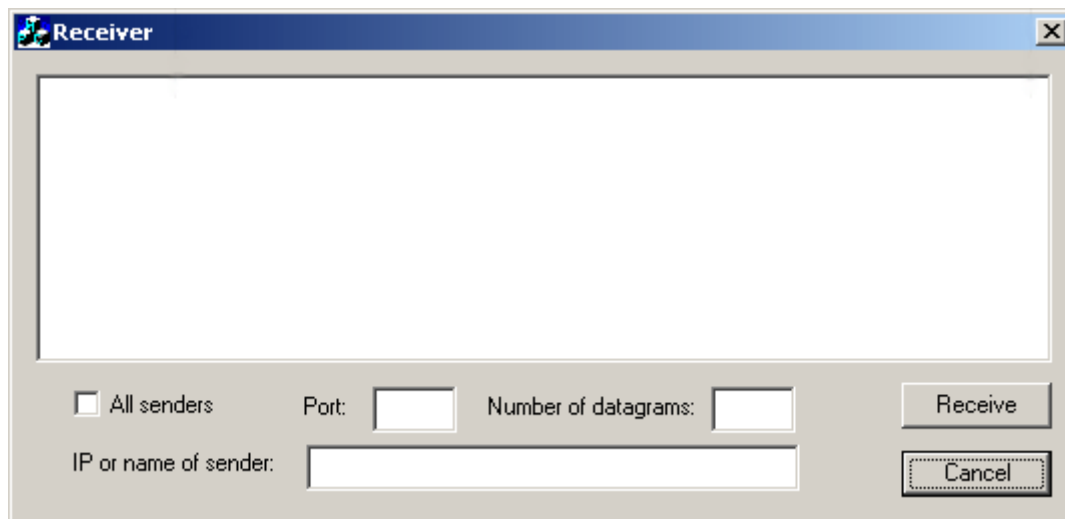 Receiver
All senders Port: Number of datagrams: Receive
IP or name of sender: Cancel